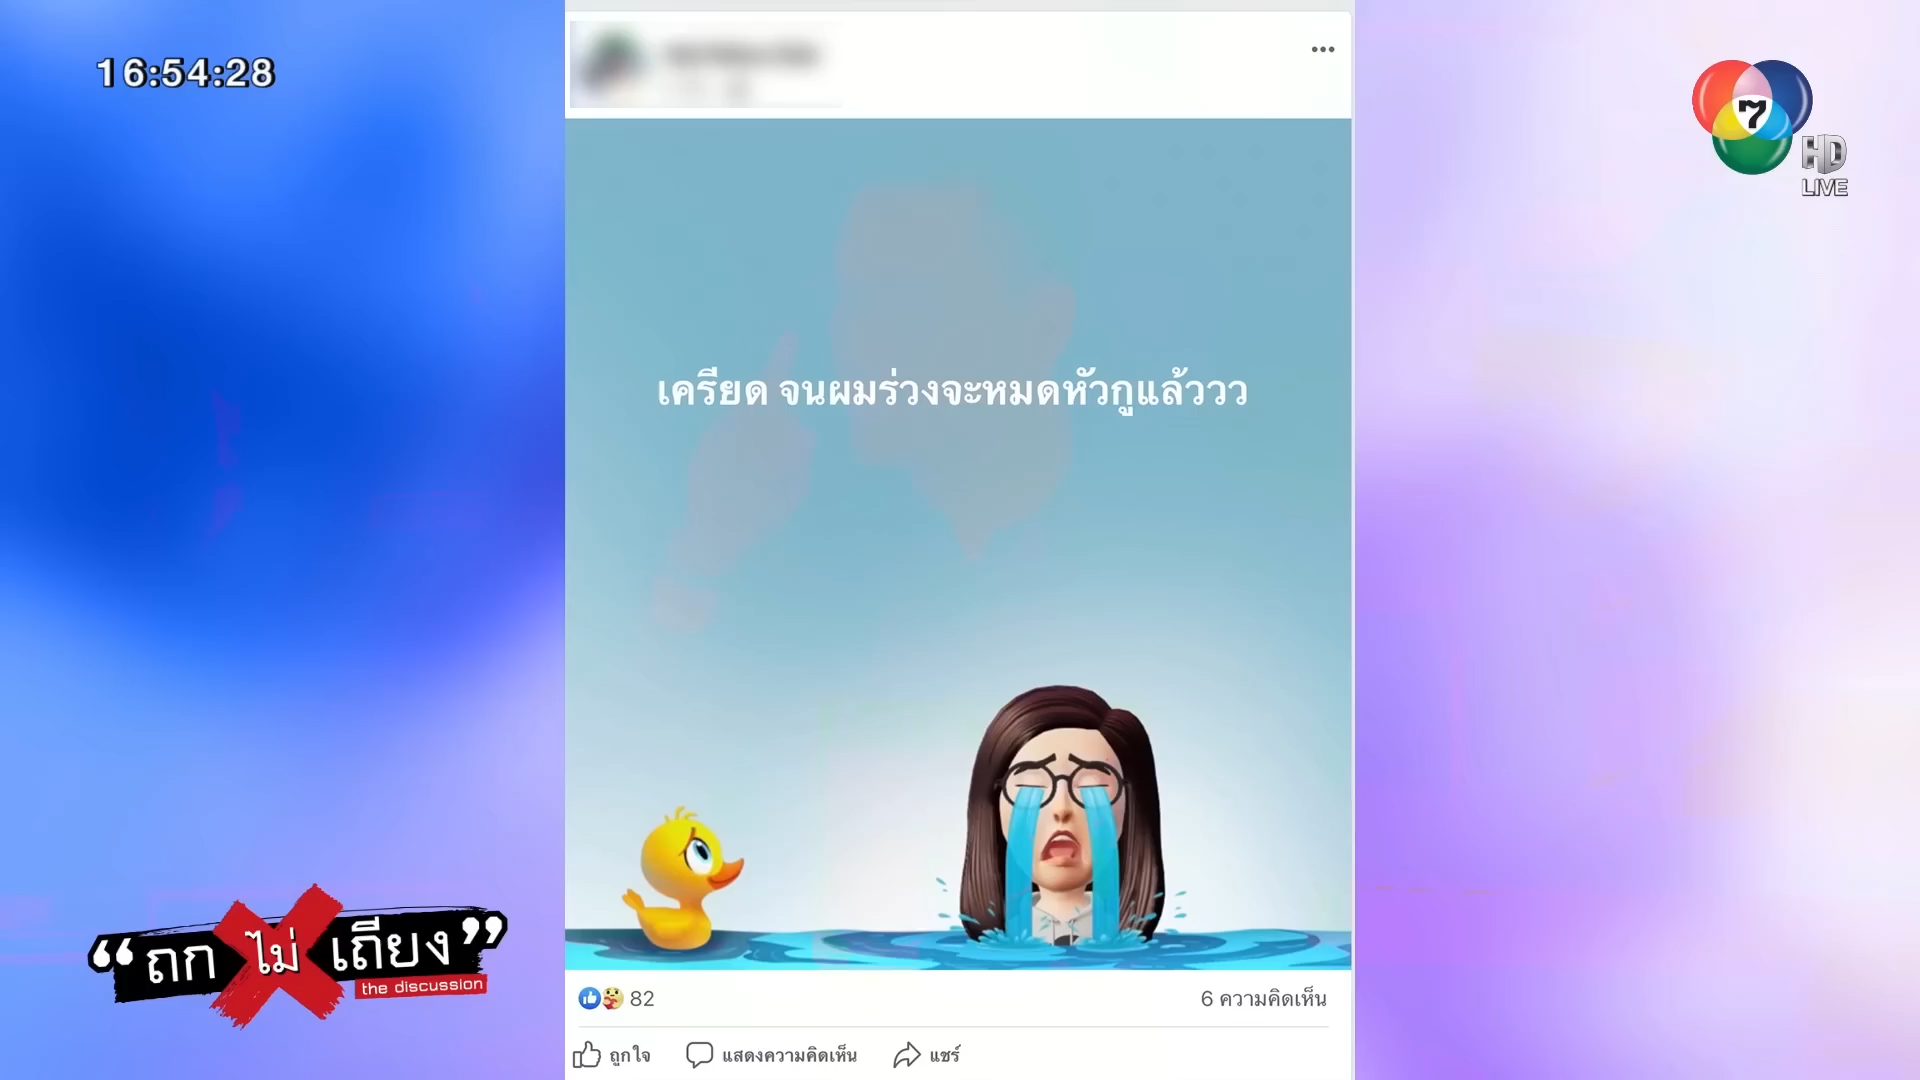 16:54:28
7
HD
LIVE
เครียด จนผมร่วงจะหมดหัวกูแล้ววว
“ถก ไม่ เถียง”
the discussion
82
6 ความคิดเห็น
ถูกใจ
แสดงความคิดเห็น
แชร์